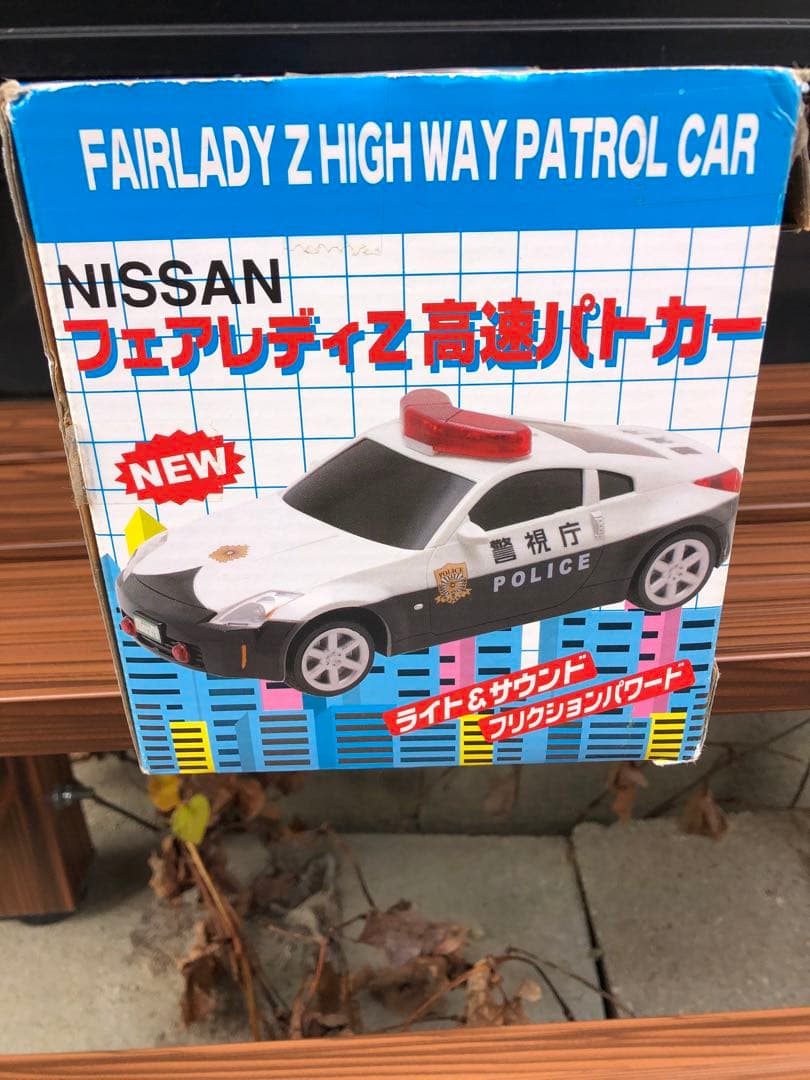 FAIRLADY Z HIGH WAY PATROL CAR
NISSAN
フェアレディZ 高速パトカー
NEW
警視庁
POLICE
POLICE
ライト&サウンド
フリクションパワード